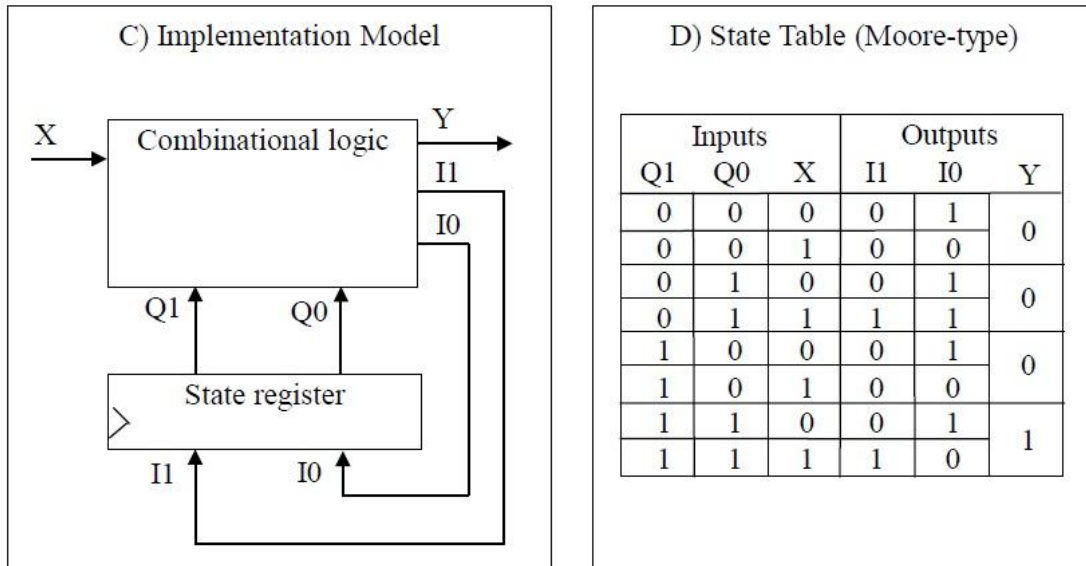 C) Implementation Model
X
Combinational logic
Y
I1
I0
Q1 Q0
State register
I1 I0
D) State Table (Moore-type)
Inputs Outputs
Q1 Q0 X I1 I0 Y
0 0 0 0 1 0
0 0 1 0 0
0 1 0 0 1 0
0 1 1 1 1
1 0 0 0 1 0
1 0 1 0 0
1 1 0 0 1 1
1 1 1 1 0